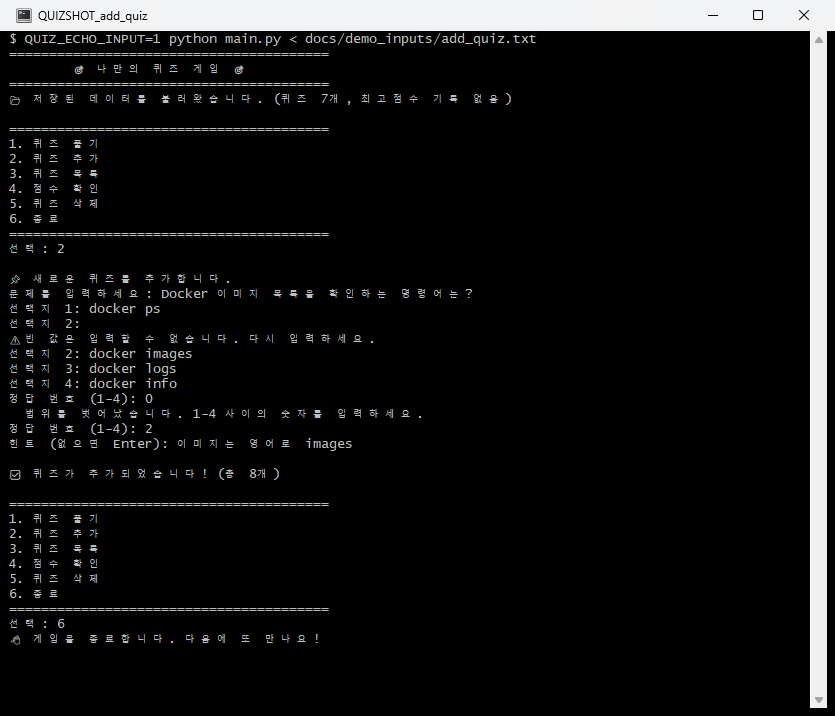 QUIZSHOT_add_quiz
$ QUIZ_ECHO_INPUT=1 python main.py < docs/demo_inputs/add_quiz.txt
========================================
🎯 나만의 퀴즈 게임 🎯
========================================
📂 저장된 데이터를 불러왔습니다. (퀴즈 7개, 최고점수 기록 없음)
========================================
1. 퀴즈 풀기
2. 퀴즈 추가
3. 퀴즈 목록
4. 점수 확인
5. 퀴즈 삭제
6. 종료
========================================
선택: 2
📌 새로운 퀴즈를 추가합니다.
문제를 입력하세요: Docker 이미지 목록을 확인하는 명령어는?
선택지 1: docker ps
선택지 2:
⚠️빈 값은 입력할 수 없습니다. 다시 입력하세요.
선택지 2: docker images
선택지 3: docker logs
선택지 4: docker info
정답 번호 (1-4): 0
범위를 벗어났습니다. 1-4 사이의 숫자를 입력하세요.
정답 번호 (1-4): 2
힌트 (없으면 Enter): 이미지는 영어로 images
☑ 퀴즈가 추가되었습니다! (총 8개)
========================================
1. 퀴즈 풀기
2. 퀴즈 추가
3. 퀴즈 목록
4. 점수 확인
5. 퀴즈 삭제
6. 종료
========================================
선택: 6
👋 게임을 종료합니다. 다음에 또 만나요!